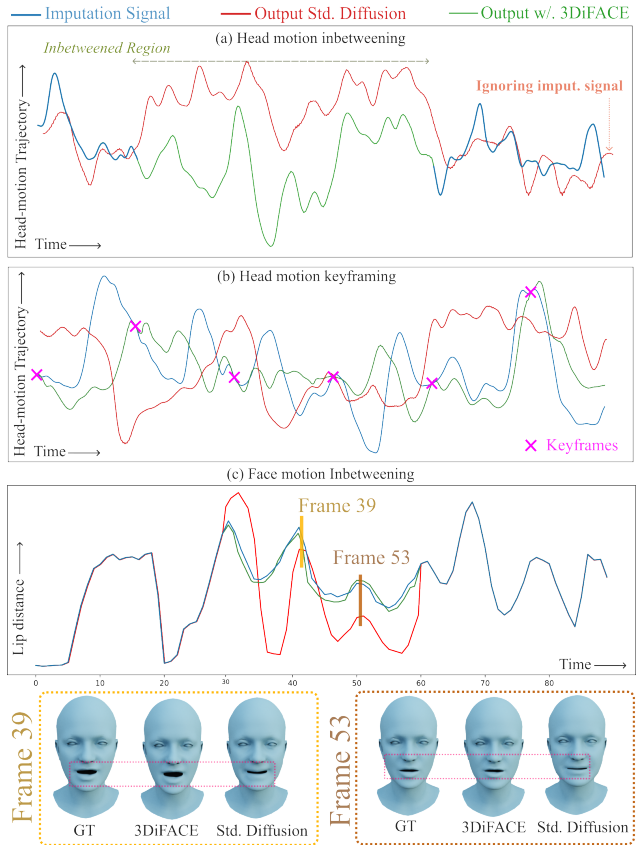 Imputation Signal Output Std. Diffusion Output w/. 3DiFACE
(a) Head motion inbetweening
Inbetweened Region
Ignoring imput. signal
Head-motion Trajectory
Time
(b) Head motion keyframing
Head-motion Trajectory
Time
Keyframes
(c) Face motion Inbetweening
Frame 39
Frame 53
Lip distance
Time
0 10 20 30 40 50 60 70 80
Frame 39
GT 3DiFACE Std. Diffusion
Frame 53
GT 3DiFACE Std. Diffusion